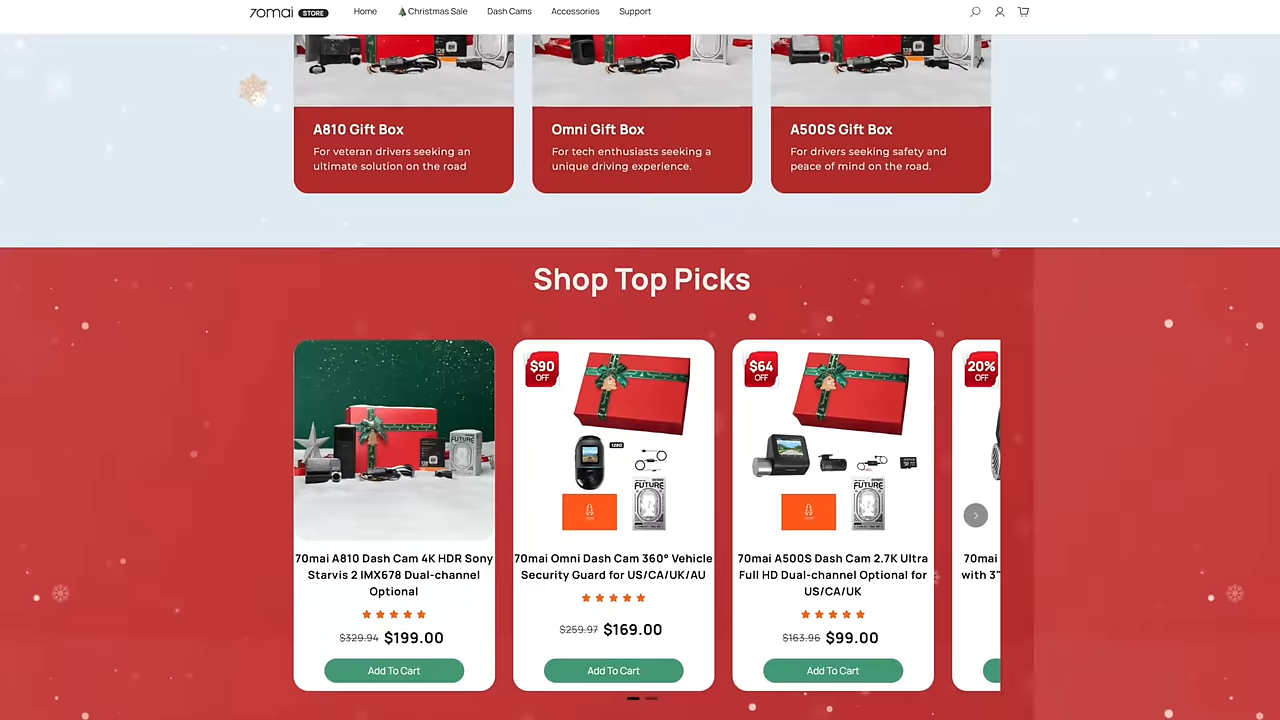 70mai STORE
Home
🎄Christmas Sale
Dash Cams
Accessories
Support
A810 Gift Box
For veteran drivers seeking an
ultimate solution on the road
Omni Gift Box
For tech enthusiasts seeking a
unique driving experience.
A500S Gift Box
For drivers seeking safety and
peace of mind on the road.
Shop Top Picks
FUTURE
70mai A810 Dash Cam 4K HDR Sony
Starvis 2 IMX678 Dual-channel
Optional
$329.94 $199.00
Add To Cart
$90
OFF
128G
FUTURE
70mai Omni Dash Cam 360° Vehicle
Security Guard for US/CA/UK/AU
$259.97 $169.00
Add To Cart
$64
OFF
FUTURE
70mai A500S Dash Cam 2.7K Ultra
Full HD Dual-channel Optional for
US/CA/UK
$163.96 $99.00
Add To Cart
20%
OFF
70mai
with 3"